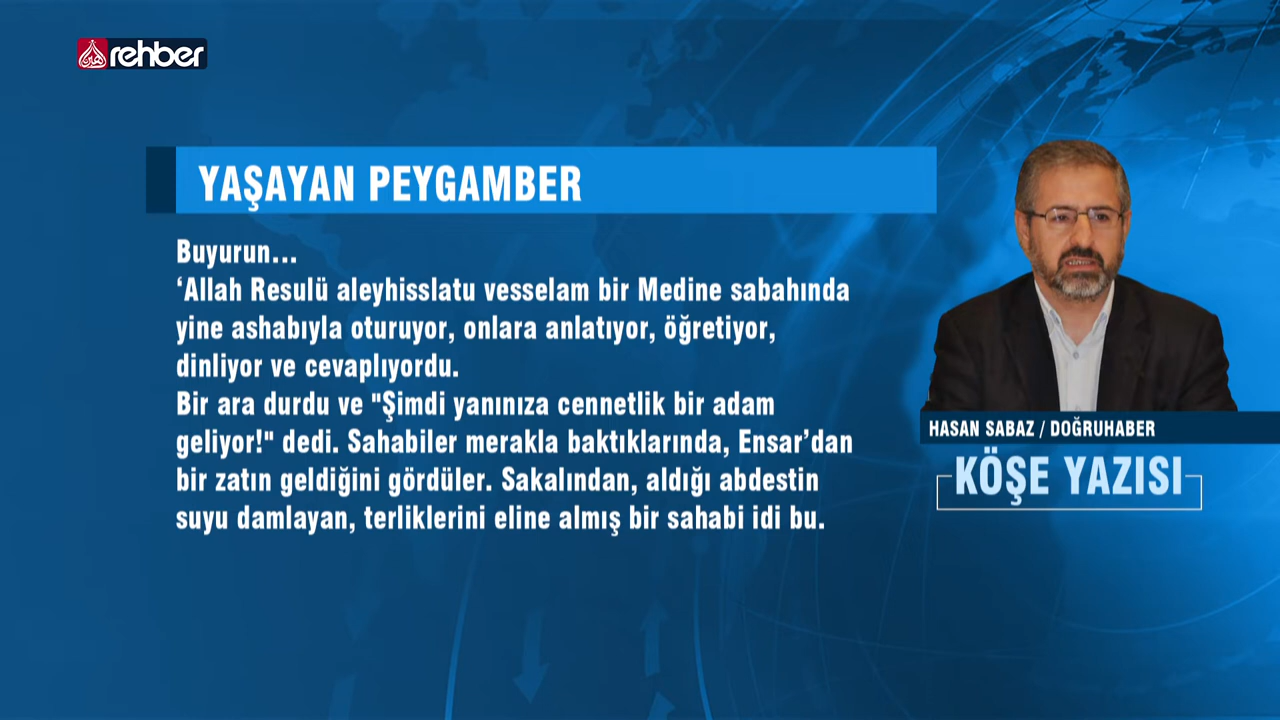 rehber
YAŞAYAN PEYGAMBER
Buyurun...
‘Allah Resulü aleyhisslatu vesselam bir Medine sabahında
yine ashabıyla oturuyor, onlara anlatıyor, öğretiyor,
dinliyor ve cevaplıyordu.
Bir ara durdu ve "Şimdi yanınıza cennetlik bir adam
geliyor!" dedi. Sahabiler merakla baktıklarında, Ensar’dan
bir zatın geldiğini gördüler. Sakalından, aldığı abdestin
suyu damlayan, terliklerini eline almış bir sahabi idi bu.
HASAN SABAZ / DOĞRUHABER
KÖŞE YAZISI